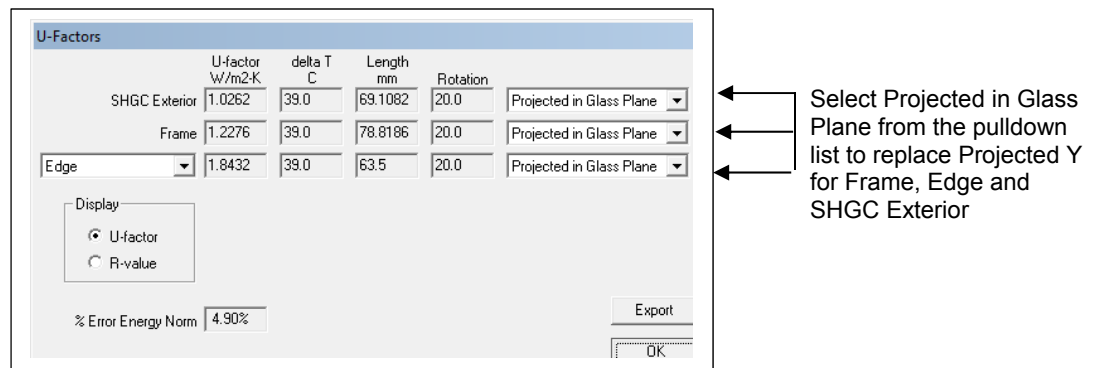 U-Factors
U-factor delta T Length
W/m2-K C mm Rotation
SHGC Exterior 1.0262 39.0 69.1082 20.0 Projected in Glass Plane
Frame 1.2276 39.0 78.8186 20.0 Projected in Glass Plane
Edge 1.8432 39.0 63.5 20.0 Projected in Glass Plane
Display
U-factor
R-value
% Error Energy Norm 4.90%
Export
OK
Select Projected in Glass
Plane from the pulldown
list to replace Projected Y
for Frame, Edge and
SHGC Exterior